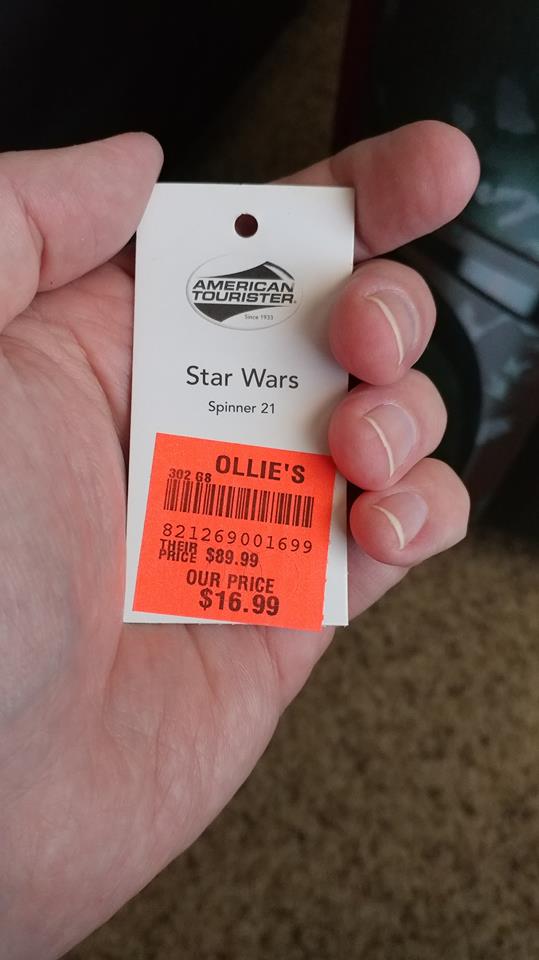 AMERICAN
TOURISTER®
Since 1933
Star Wars
Spinner 21
OLLIE'S
302 G8
821269001699
THEIR
PRICE $89.99
OUR PRICE
$16.99